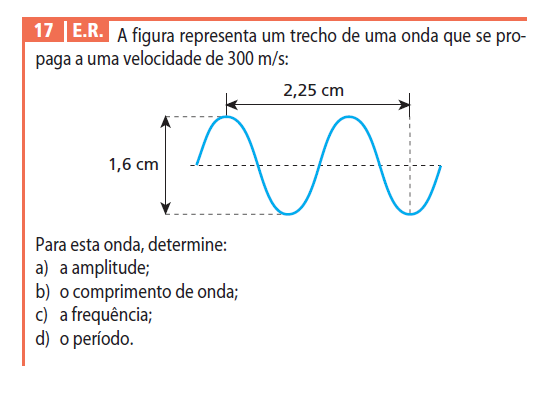 17 E.R. A figura representa um trecho de uma onda que se pro-
paga a uma velocidade de 300 m/s:
2,25 cm
1,6 cm
Para esta onda, determine:
a) a amplitude;
b) o comprimento de onda;
c) a frequência;
d) o período.